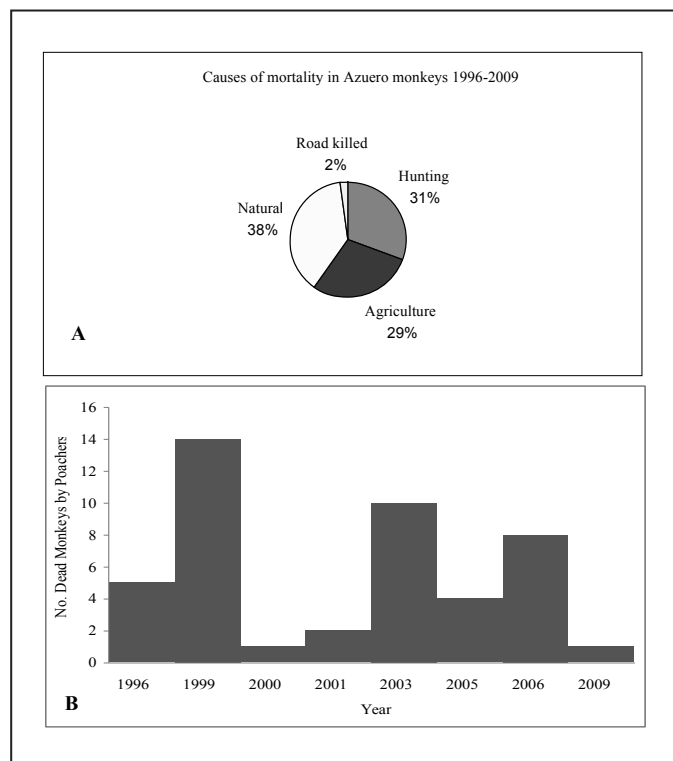 Causes of mortality in Azuero monkeys 1996-2009
Road killed
2%
Hunting
31%
Natural
38%
Agriculture
29%
A
No. Dead Monkeys by Poachers
16
14
12
10
8
6
4
2
0
1996 1999 2000 2001 2003 2005 2006 2009
Year
B